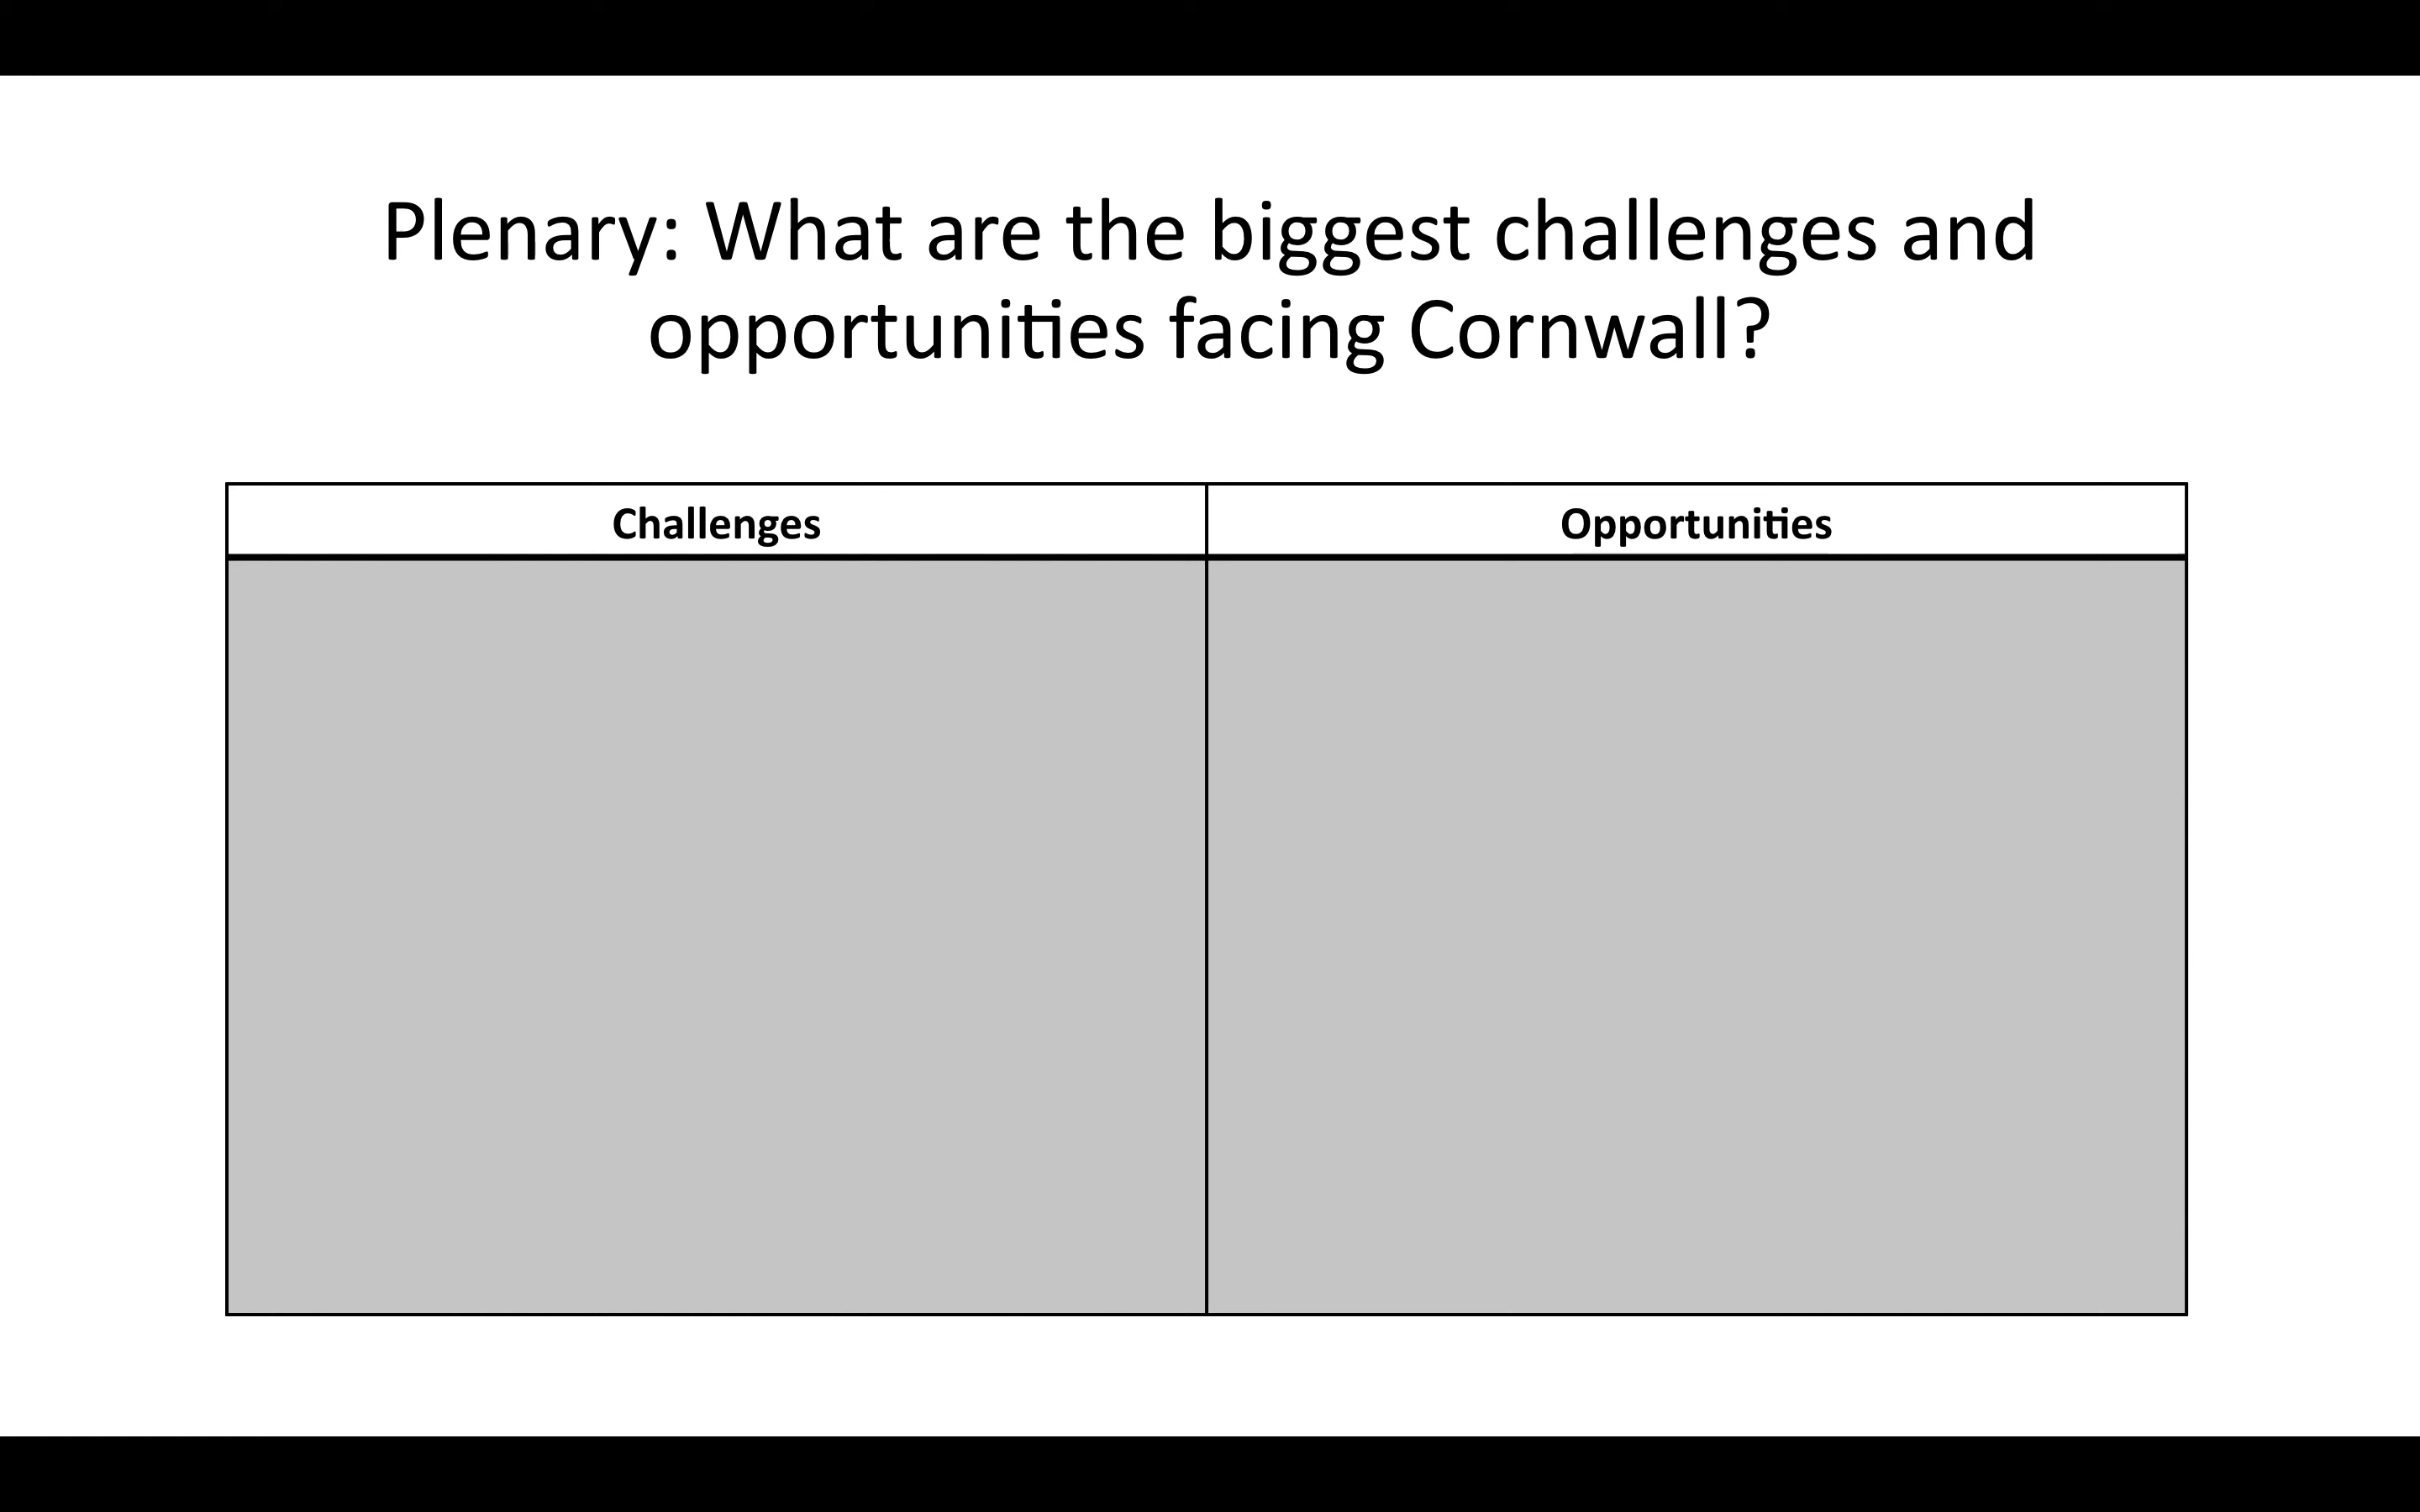 Plenary: What are the biggest challenges and
opportunities facing Cornwall?
Challenges
Opportunities